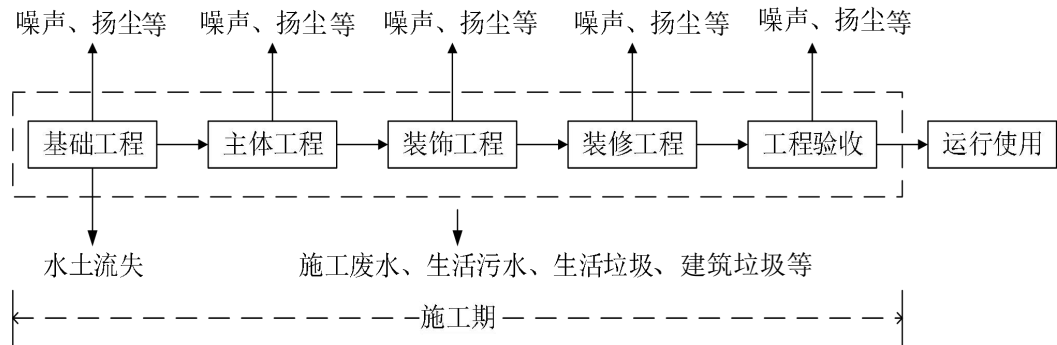 噪声、扬尘等 噪声、扬尘等 噪声、扬尘等 噪声、扬尘等 噪声、扬尘等
基础工程 主体工程 装饰工程 装修工程 工程验收 运行使用
水土流失 施工废水、生活污水、生活垃圾、建筑垃圾等
施工期